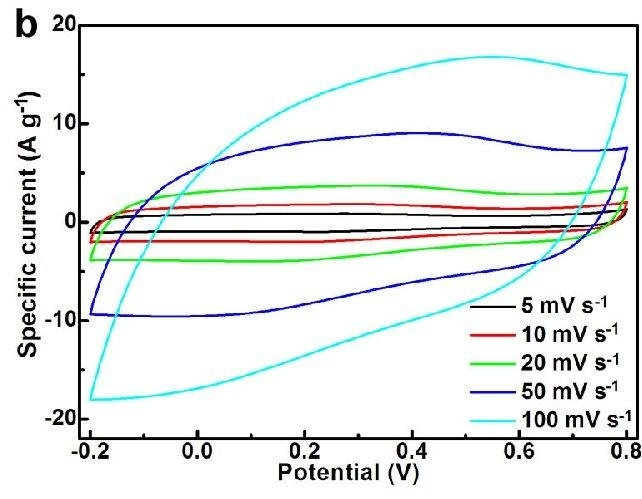 b
20
10
0
-10
-20
Specific current (A g-1)
5 mV s-1
10 mV s-1
20 mV s-1
50 mV s-1
100 mV s-1
-0.2 0.0 0.2 0.4 0.6 0.8
Potential (V)